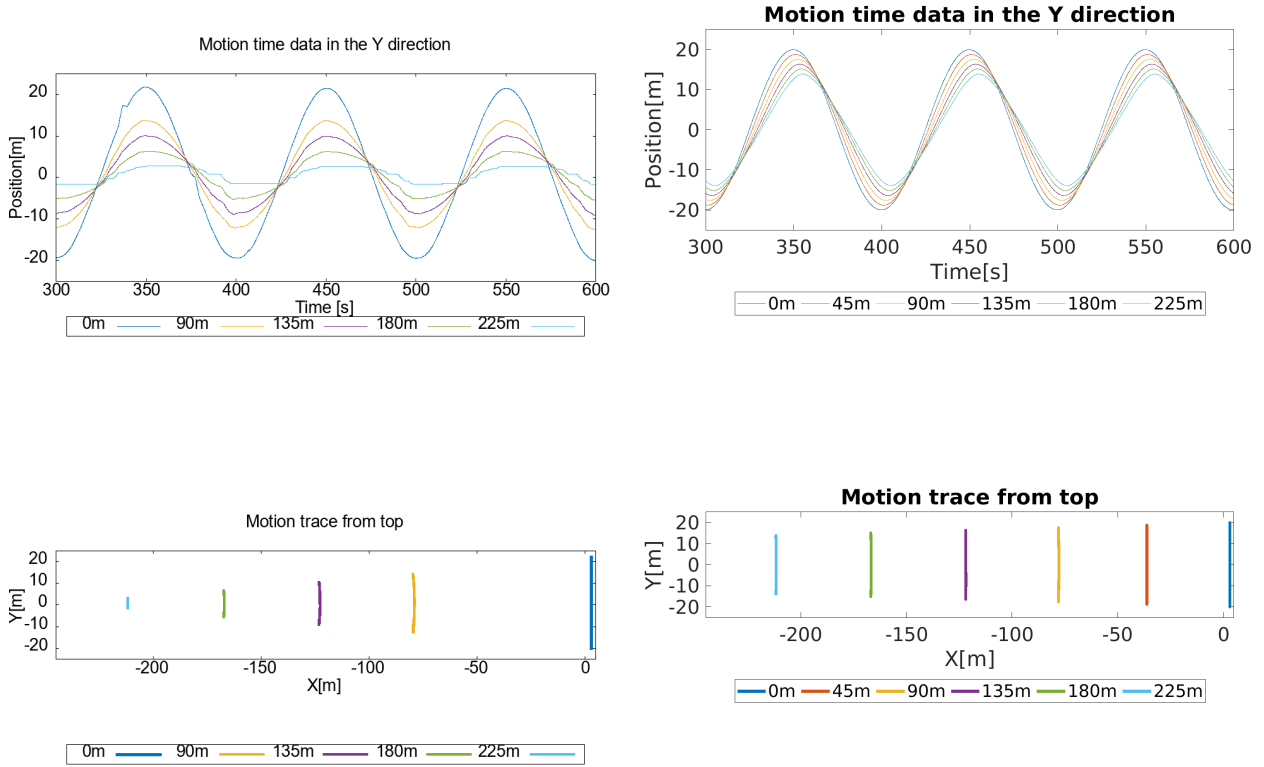 Motion time data in the Y direction
20
10
0
-10
-20
Position[m]
300 350 400 450 500 550 600
Time [s]
0m 90m 135m 180m 225m
Motion time data in the Y direction
20
10
0
-10
-20
Position[m]
300 350 400 450 500 550 600
Time[s]
0m 45m 90m 135m 180m 225m
Motion trace from top
20
10
0
-10
-20
Y[m]
-200 -150 -100 -50 0
X[m]
0m 90m 135m 180m 225m
Motion trace from top
20
10
0
-10
-20
Y[m]
-200 -150 -100 -50 0
X[m]
0m 45m 90m 135m 180m 225m